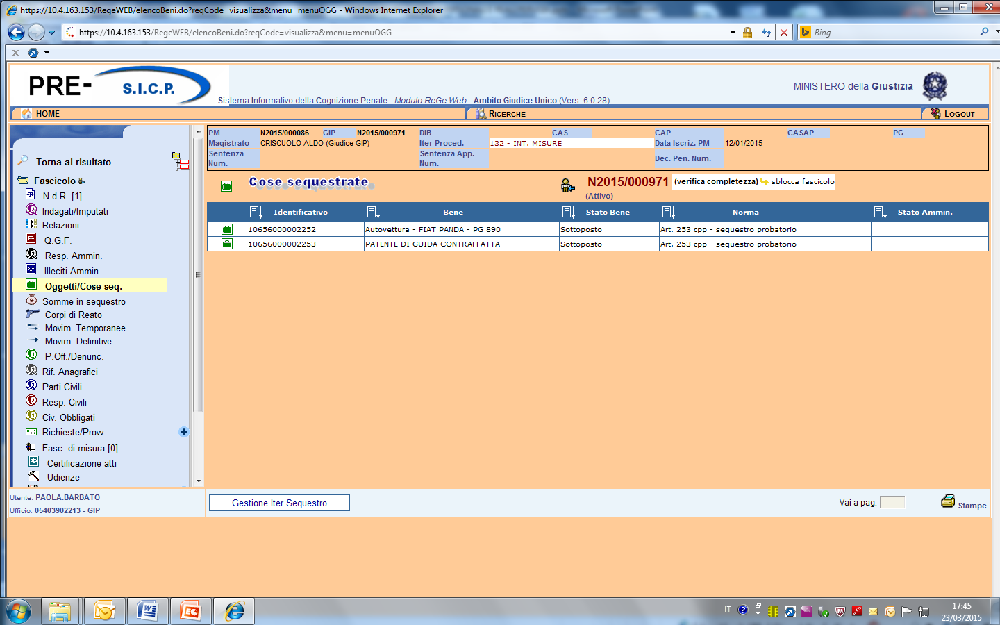 https://10.4.163.153/RegeWEB/elencoBeni.do?reqCode=visualizza&menu=menuOGG - Windows Internet Explorer
https://10.4.163.153/RegeWEB/elencoBeni.do?reqCode=visualizza&menu=menuOGG
Bing
PRE- S.I.C.P.
Sistema Informativo della Cognizione Penale - Modulo ReGe Web - Ambito Giudice Unico (Vers. 6.0.28)
MINISTERO della Giustizia
HOME RICERCHE LOGOUT
PM N2015/000086 GIP N2015/000971 DIB CAS CAP CASAP PG
Magistrato CRISCUOLO ALDO (Giudice GIP) Iter Proced. 132 - INT. MISURE Data Iscriz. PM 12/01/2015
Sentenza Num. Sentenza App. Num. Dec. Pen. Num.
Torna al risultato
Fascicolo
N.d.R. [1]
Indagati/Imputati
Relazioni
Q.G.F.
Resp. Ammin.
Illeciti Ammin.
Oggetti/Cose seq.
Somme in sequestro
Corpi di Reato
Movim. Temporanee
Movim. Definitive
P.Off./Denunc.
Rif. Anagrafici
Parti Civili
Resp. Civili
Civ. Obbligati
Richieste/Prow.
Fasc. di misura [0]
Certificazione atti
Udienze
Cose sequestrate
N2015/000971 (verifica completezza) sblocca fascicolo
(Attivo)
Identificativo Bene Stato Bene Norma Stato Ammin.
10656000002252 Autovettura - FIAT PANDA - PG 890 Sottoposto Art. 253 cpp - sequestro probatorio
10656000002253 PATENTE DI GUIDA CONTRAFFATTA Sottoposto Art. 253 cpp - sequestro probatorio
Utente: PAOLA.BARBATO
Ufficio: 05403902213 - GIP
Gestione Iter Sequestro
Vai a pag.
Stampe
IT
17:45
23/03/2015